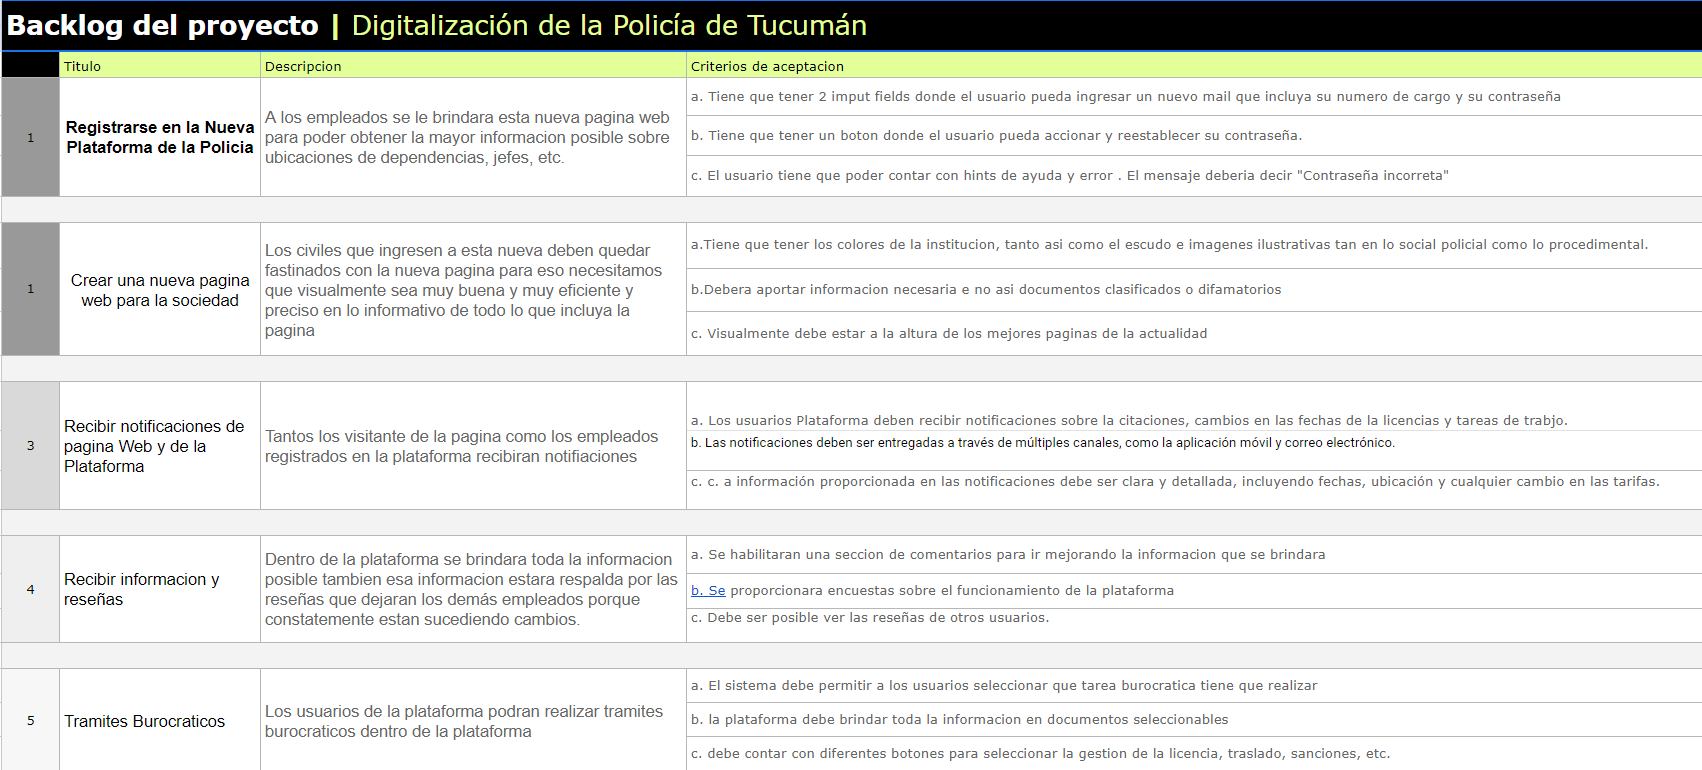 Backlog del proyecto | Digitalización de la Policía de Tucumán
Titulo
Descripcion
Criterios de aceptacion
1
Registrarse en la Nueva
Plataforma de la Policia
A los empleados se le brindara esta nueva pagina web
para poder obtener la mayor informacion posible sobre
ubicaciones de dependencias, jefes, etc.
a. Tiene que tener 2 imput fields donde el usuario pueda ingresar un nuevo mail que incluya su numero de cargo y su contraseña
b. Tiene que tener un boton donde el usuario pueda accionar y reestablecer su contraseña.
c. El usuario tiene que poder contar con hints de ayuda y error . El mensaje deberia decir "Contraseña incorreta"
1
Crear una nueva pagina
web para la sociedad
Los civiles que ingresen a esta nueva deben quedar
fastinados con la nueva pagina para eso necesitamos
que visualmente sea muy buena y muy eficiente y
preciso en lo informativo de todo lo que incluya la
pagina
a.Tiene que tener los colores de la institucion, tanto asi como el escudo e imagenes ilustrativas tan en lo social policial como lo procedimental.
b.Debera aportar informacion necesaria e no asi documentos clasificados o difamatorios
c. Visualmente debe estar a la altura de los mejores paginas de la actualidad
3
Recibir notificaciones de
pagina Web y de la
Plataforma
Tantos los visitante de la pagina como los empleados
registrados en la plataforma recibiran notifiaciones
a. Los usuarios Plataforma deben recibir notificaciones sobre la citaciones, cambios en las fechas de la licencias y tareas de trabjo.
b. Las notificaciones deben ser entregadas a través de múltiples canales, como la aplicación móvil y correo electrónico.
c. c. a información proporcionada en las notificaciones debe ser clara y detallada, incluyendo fechas, ubicación y cualquier cambio en las tarifas.
4
Recibir informacion y
reseñas
Dentro de la plataforma se brindara toda la informacion
posible tambien esa informacion estara respalda por las
reseñas que dejaran los demás empleados porque
constatemente estan sucediendo cambios.
a. Se habilitaran una seccion de comentarios para ir mejorando la informacion que se brindara
b. Se proporcionara encuestas sobre el funcionamiento de la plataforma
c. Debe ser posible ver las reseñas de otros usuarios.
5
Tramites Burocraticos
Los usuarios de la plataforma podran realizar tramites
burocraticos dentro de la plataforma
a. El sistema debe permitir a los usuarios seleccionar que tarea burocratica tiene que realizar
b. la plataforma debe brindar toda la informacion en documentos seleccionables
c. debe contar con diferentes botones para seleccionar la gestion de la licencia, traslado, sanciones, etc.